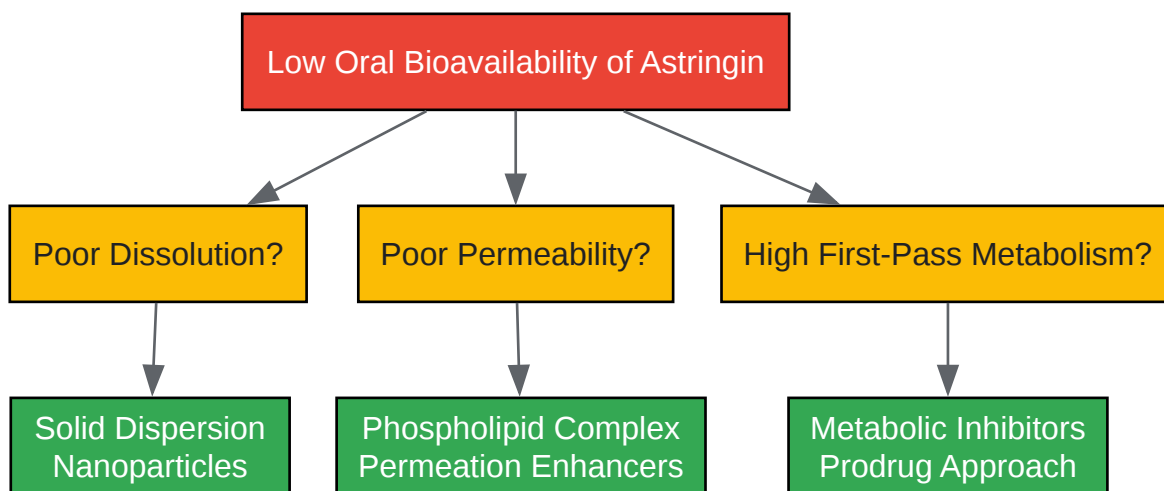 Low Oral Bioavailability of Astringin
Poor Dissolution?
Poor Permeability?
High First-Pass Metabolism?
Solid Dispersion
Nanoparticles
Phospholipid Complex
Permeation Enhancers
Metabolic Inhibitors
Prodrug Approach